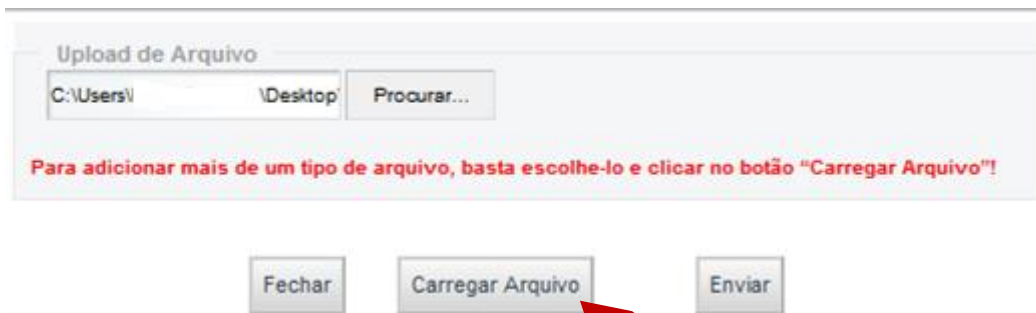 Upload de Arquivo
C:\Users\ \Desktop\ Procurar...
Para adicionar mais de um tipo de arquivo, basta escolhe-lo e clicar no botão “Carregar Arquivo”!
Fechar Carregar Arquivo Enviar